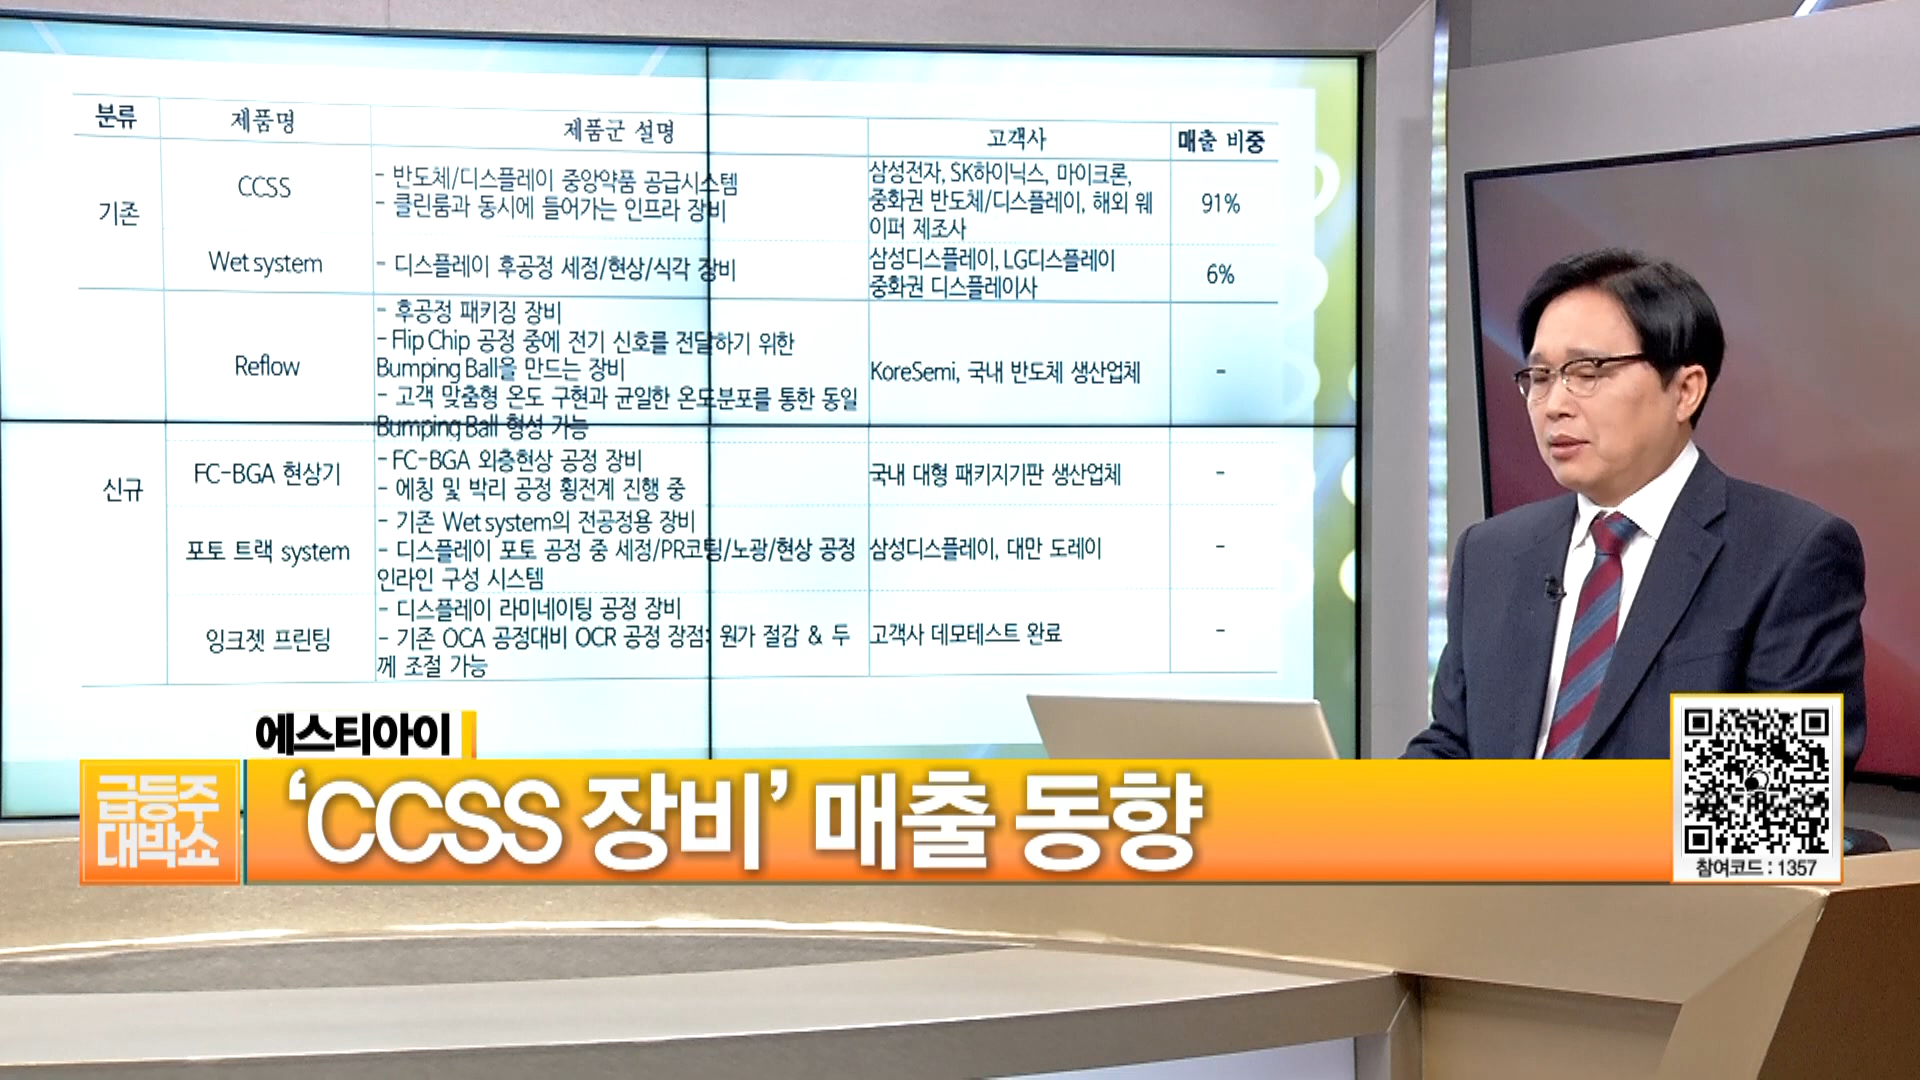 분류 제품명 제품군 설명 고객사 매출 비중
기존
CCSS
- 반도체/디스플레이 중앙약품 공급시스템
- 클린룸과 동시에 들어가는 인프라 장비
삼성전자, SK하이닉스, 마이크론,
중화권 반도체/디스플레이, 해외 웨
이퍼 제조사
91%
Wet system
- 디스플레이 후공정 세정/현상/식각 장비
삼성디스플레이, LG디스플레이
중화권 디스플레이사
6%
신규
Reflow
- 후공정 패키징 장비
- Flip Chip 공정 중에 전기 신호를 전달하기 위한
Bumping Ball을 만드는 장비
- 고객 맞춤형 온도 구현과 균일한 온도분포를 통한 동일
Bumping Ball 형성 가능
KoreSemi, 국내 반도체 생산업체
-
FC-BGA 현상기
- FC-BGA 외층현상 공정 장비
- 에칭 및 박리 공정 횡전계 진행 중
국내 대형 패키지기판 생산업체
-
포토 트랙 system
- 기존 Wet system의 전공정용 장비
- 디스플레이 포토 공정 중 세정/PR코팅/노광/현상 공정
인라인 구성 시스템
삼성디스플레이, 대만 도레이
-
잉크젯 프린팅
- 디스플레이 라미네이팅 공정 장비
- 기존 OCA 공정대비 OCR 공정 장점: 원가 절감 & 두
께 조절 가능
고객사 데모테스트 완료
-
에스티아이
급등주
대박쇼
‘CCSS 장비’ 매출 동향
참여코드 : 1357